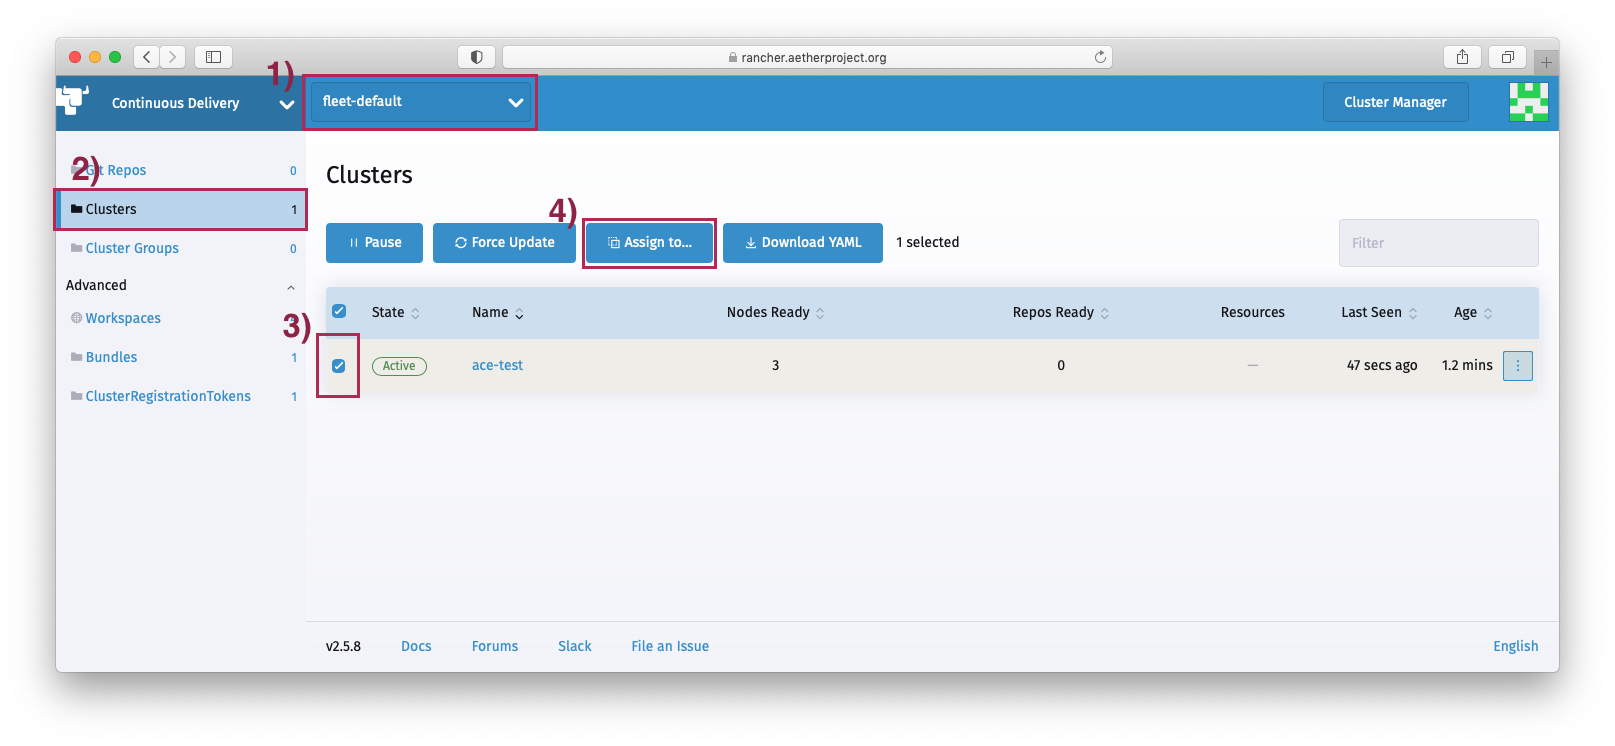 rancher.aetherproject.org
1)
Continuous Delivery
fleet-default
Cluster Manager
2)
Git Repos 0
Clusters 1
Cluster Groups 0
Advanced
Workspaces
Bundles 1
ClusterRegistrationTokens 1
Clusters
4)
Pause
Force Update
Assign to...
Download YAML
1 selected
Filter
3)
State Name Nodes Ready Repos Ready Resources Last Seen Age
Active ace-test 3 0 — 47 secs ago 1.2 mins
v2.5.8 Docs Forums Slack File an Issue English